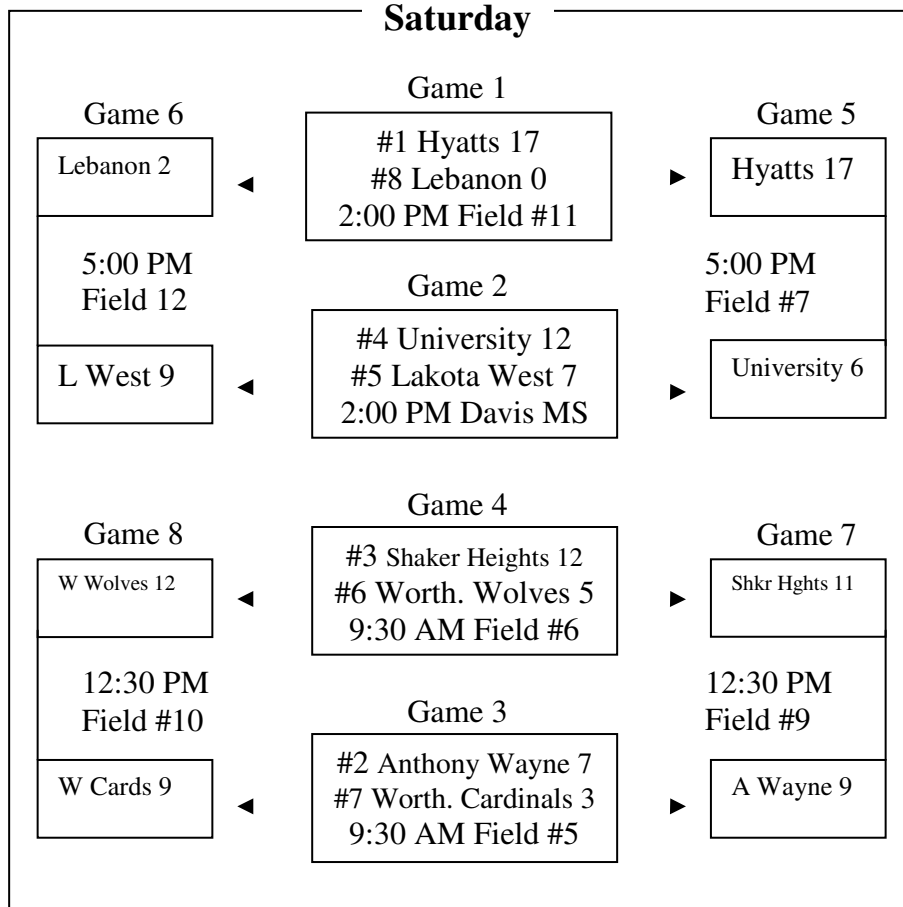 Saturday
Game 1
Game 6
Game 5
#1 Hyatts 17
#8 Lebanon 0
2:00 PM Field #11
Lebanon 2
Hyatts 17
5:00 PM
Field 12
5:00 PM
Field #7
Game 2
#4 University 12
#5 Lakota West 7
2:00 PM Davis MS
L West 9
University 6
Game 4
Game 8
Game 7
#3 Shaker Heights 12
#6 Worth. Wolves 5
9:30 AM Field #6
W Wolves 12
Shkr Hghts 11
12:30 PM
Field #10
12:30 PM
Field #9
Game 3
#2 Anthony Wayne 7
#7 Worth. Cardinals 3
9:30 AM Field #5
W Cards 9
A Wayne 9